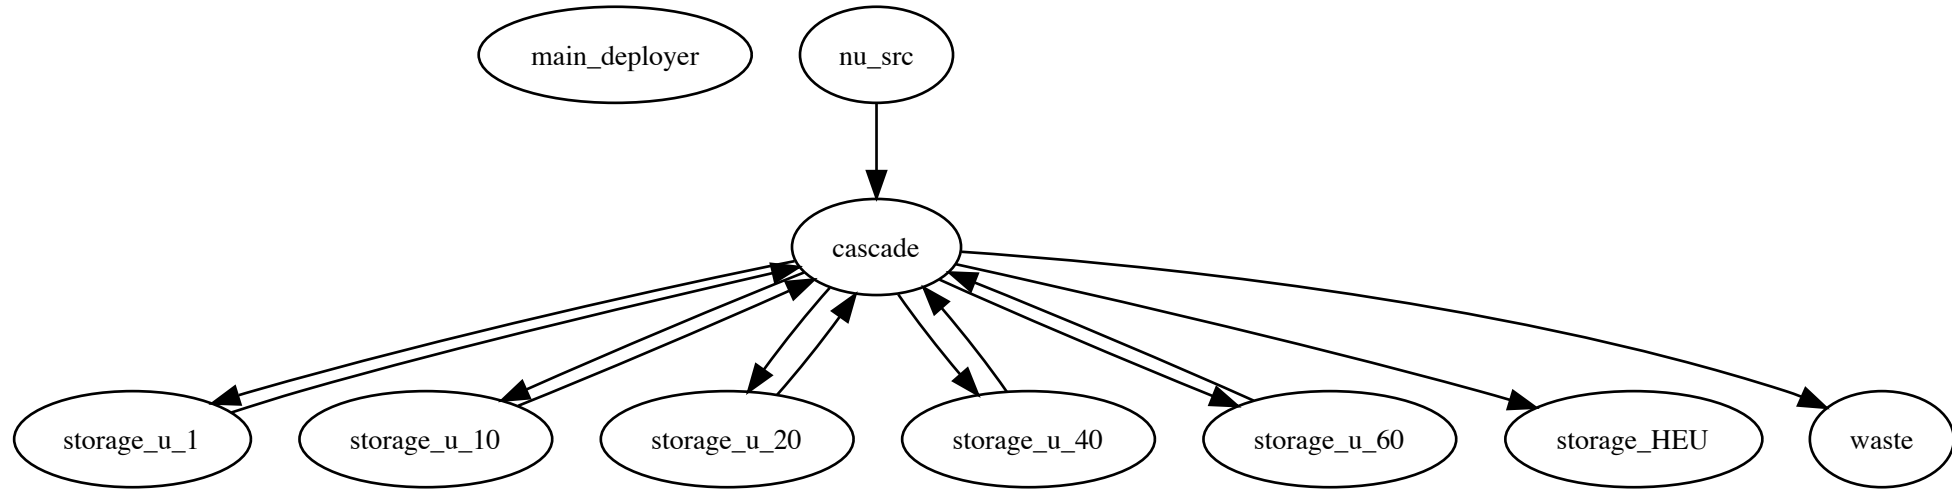 main_deployer
nu_src
cascade
storage_u_1
storage_u_10
storage_u_20
storage_u_40
storage_u_60
storage_HEU
waste